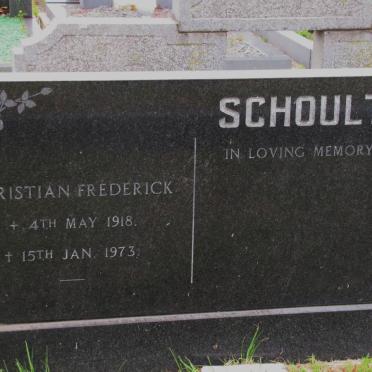 SCHOULT
IN LOVING MEMORY
RISTIAN FREDERICK
+ 4TH MAY 1918.
† 15TH JAN. 1973.